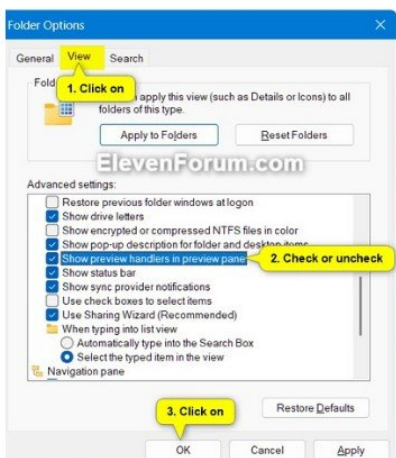 Folder Options
General View Search
1. Click on
Fold
apply this view (such as Details or Icons) to all
folders of this type.
Apply to Folders Reset Folders
ElevenForum.com
Advanced settings:
Restore previous folder windows at logon
Show drive letters
Show encrypted or compressed NTFS files in color
Show pop-up description for folder and desktop items
Show preview handlers in preview pane
2. Check or uncheck
Show status bar
Show sync provider notifications
Use check boxes to select items
Use Sharing Wizard (Recommended)
When typing into list view
Automatically type into the Search Box
Select the typed item in the view
Navigation pane
3. Click on
Restore Defaults
OK Cancel Apply